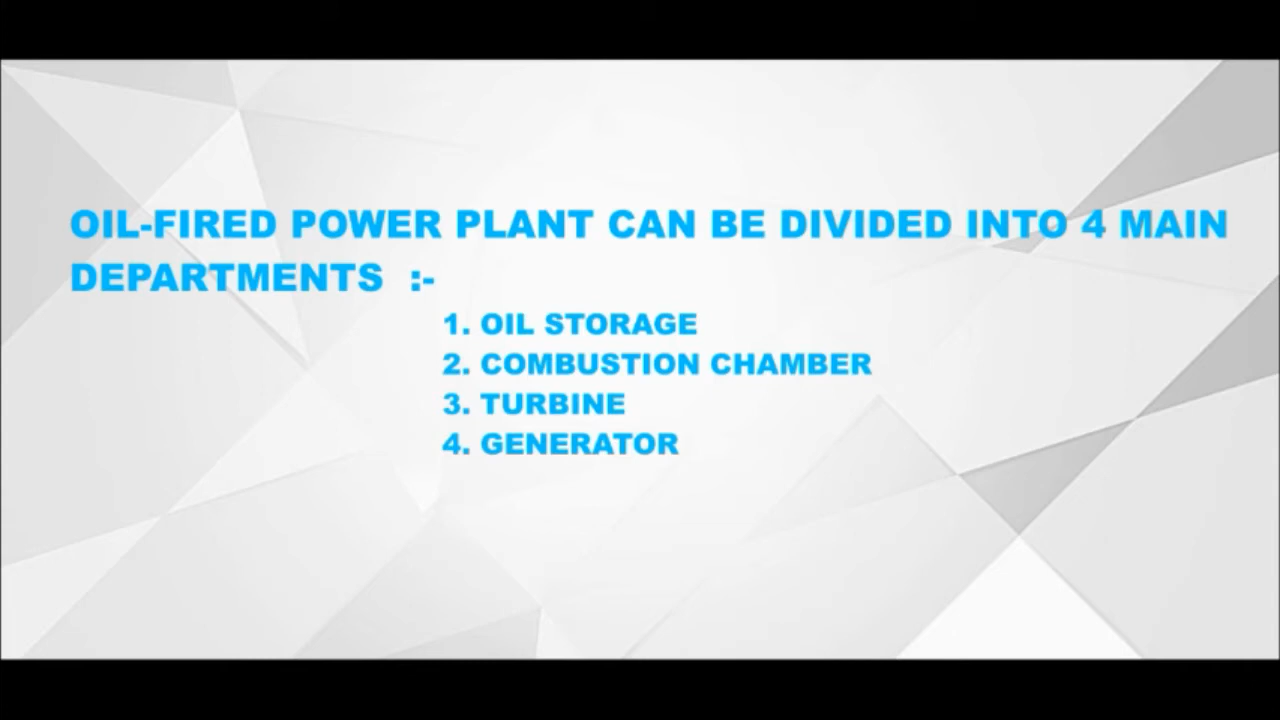 OIL-FIRED POWER PLANT CAN BE DIVIDED INTO 4 MAIN
DEPARTMENTS :-
1. OIL STORAGE
2. COMBUSTION CHAMBER
3. TURBINE
4. GENERATOR